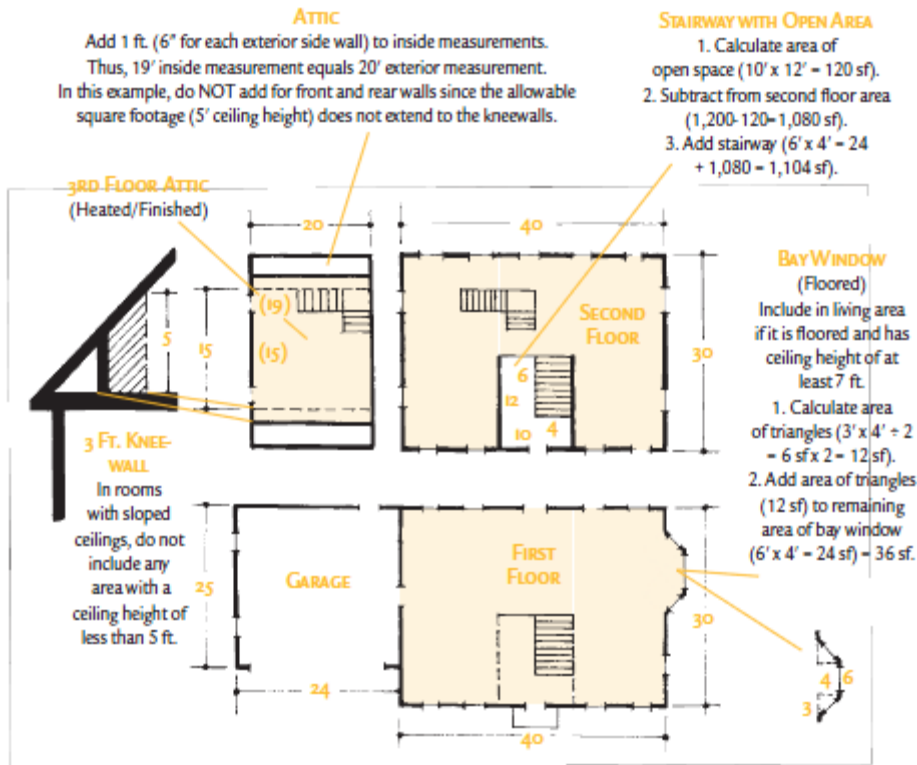 ATTIC
Add 1 ft. (6" for each exterior side wall) to inside measurements.
Thus, 19' inside measurement equals 20' exterior measurement.
In this example, do NOT add for front and rear walls since the allowable
square footage (5' ceiling height) does not extend to the kneewalls.
STAIRWAY WITH OPEN AREA
1. Calculate area of
open space (10' x 12' = 120 sf).
2. Subtract from second floor area
(1,200-120=1,080 sf).
3. Add stairway (6' x 4' = 24
+ 1,080 = 1,104 sf).
3RD FLOOR ATTIC
(Heated/Finished)
20
40
(19)
(15)
5
15
SECOND
FLOOR
6
12
10
4
30
BAY WINDOW
(Floored)
Include in living area
if it is floored and has
ceiling height of at
least 7 ft.
1. Calculate area
of triangles (3' x 4' ÷ 2
= 6 sf x 2 = 12 sf).
2. Add area of triangles
(12 sf) to remaining
area of bay window
(6' x 4' = 24 sf) = 36 sf.
3 FT. KNEE-
WALL
In rooms
with sloped
ceilings, do not
include any
area with a
ceiling height of
less than 5 ft.
25
GARAGE
24
FIRST
FLOOR
30
40
4
6
3